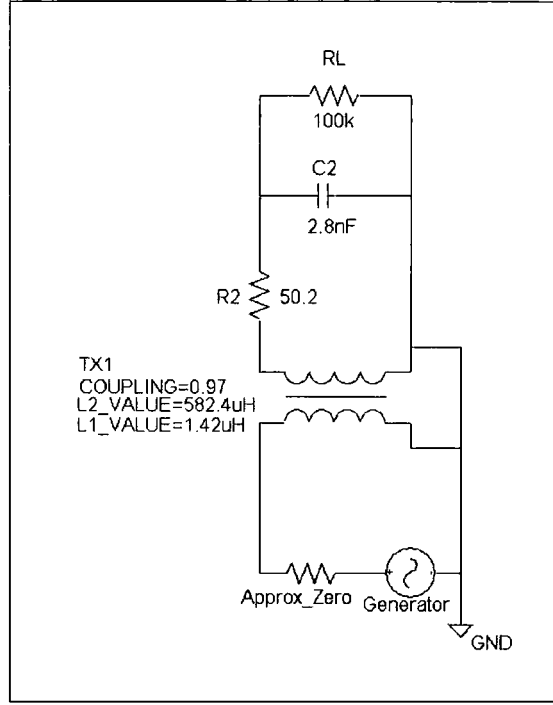 RL
100k
C2
2.8nF
R2 50.2
TX1
COUPLING=0.97
L2_VALUE=582.4uH
L1_VALUE=1.42uH
Approx_Zero
Generator
GND